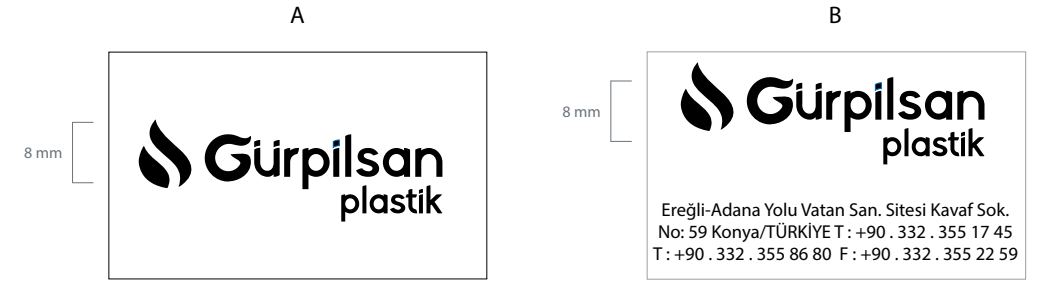 A
8 mm
Gürpilsan
plastik
B
8 mm
Gürpilsan
plastik
Ereğli-Adana Yolu Vatan San. Sitesi Kavaf Sok.
No: 59 Konya/TÜRKİYE T : +90 . 332 . 355 17 45
T : +90 . 332 . 355 86 80 F : +90 . 332 . 355 22 59